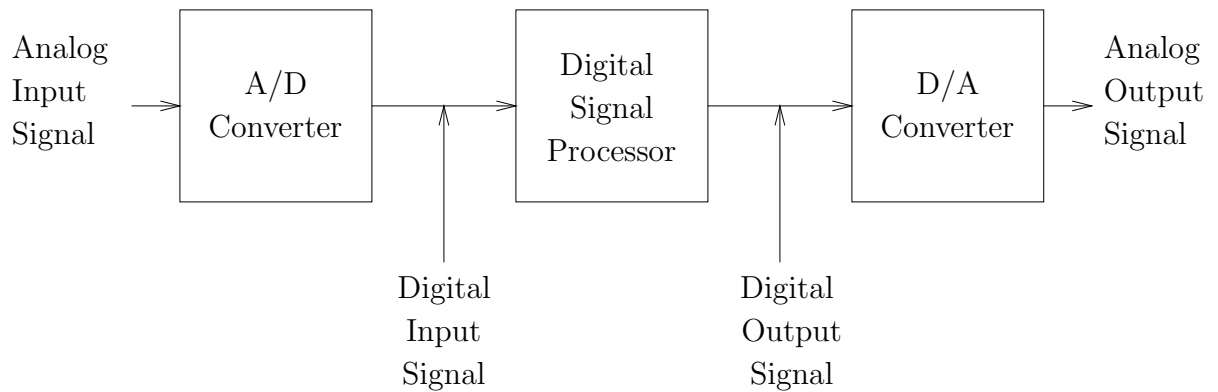 Analog
Input
Signal
A/D
Converter
Digital
Signal
Processor
D/A
Converter
Analog
Output
Signal
Digital
Input
Signal
Digital
Output
Signal